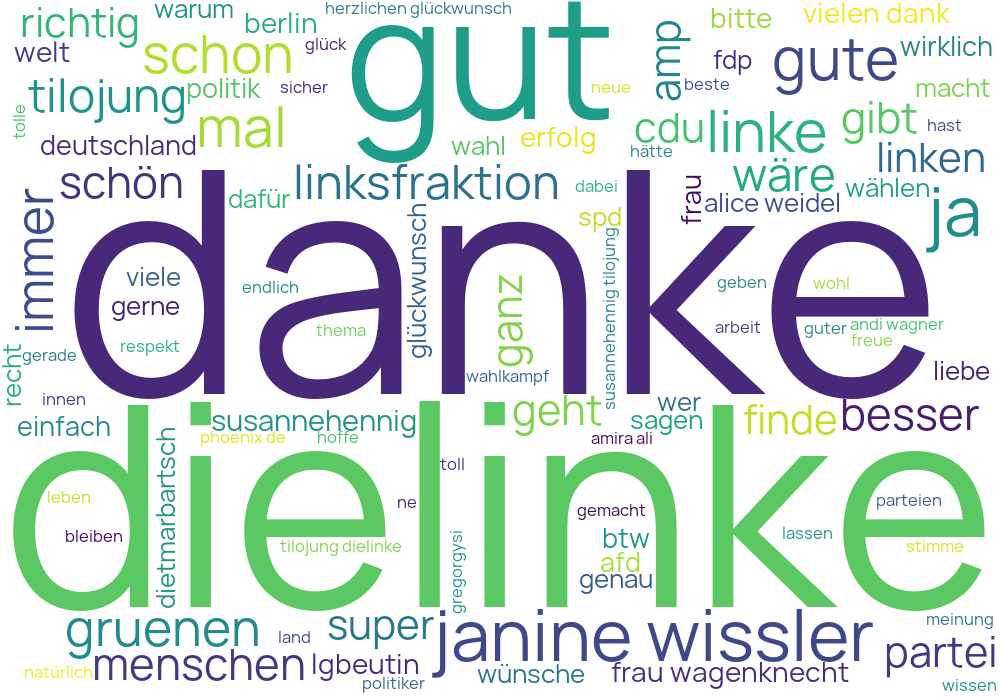 herzlichen glückwunsch
warum
vielen dank
richtig
berlin
gut
bitte
amp
wirklich
welt
schon
glück
fdp
gute
tilojung
politik
sicher
neue
beste
macht
tolle
mal
erfolg
cdu
linke
gibt
hast
deutschland
wahl
hätte
linken
schön
linksfraktion
dabei
wäre
wählen
ja
dafür
frau
alice weidel
immer
spd
danke
glückwunsch
susannehennig tilojung
viele
endlich
ganz
geben
wohl
gerne
thema
arbeit
guter
andi wagner
freue
respekt
recht
gerade
wahlkampf
liebe
innen
geht
wer
besser
einfach
susannehennig
sagen
finde
phoenix de
hoffe
amira ali
dietmarbartsch
dielinke
toll
leben
ne
gemacht
parteien
bleiben
btw
lassen
tilojung dielinke
gregorgysi
afd
stimme
genau
gruenen
super
janine wissler
meinung
land
partei
natürlich
menschen
lgbeutin
wünsche
frau wagenknecht
politiker
wissen